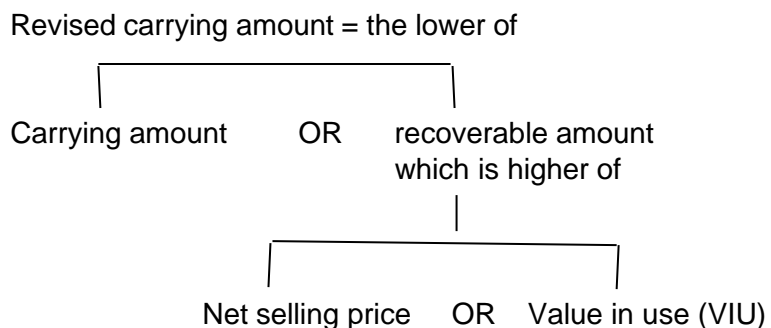 Revised carrying amount = the lower of
Carrying amount OR recoverable amount
which is higher of
Net selling price OR Value in use (VIU)